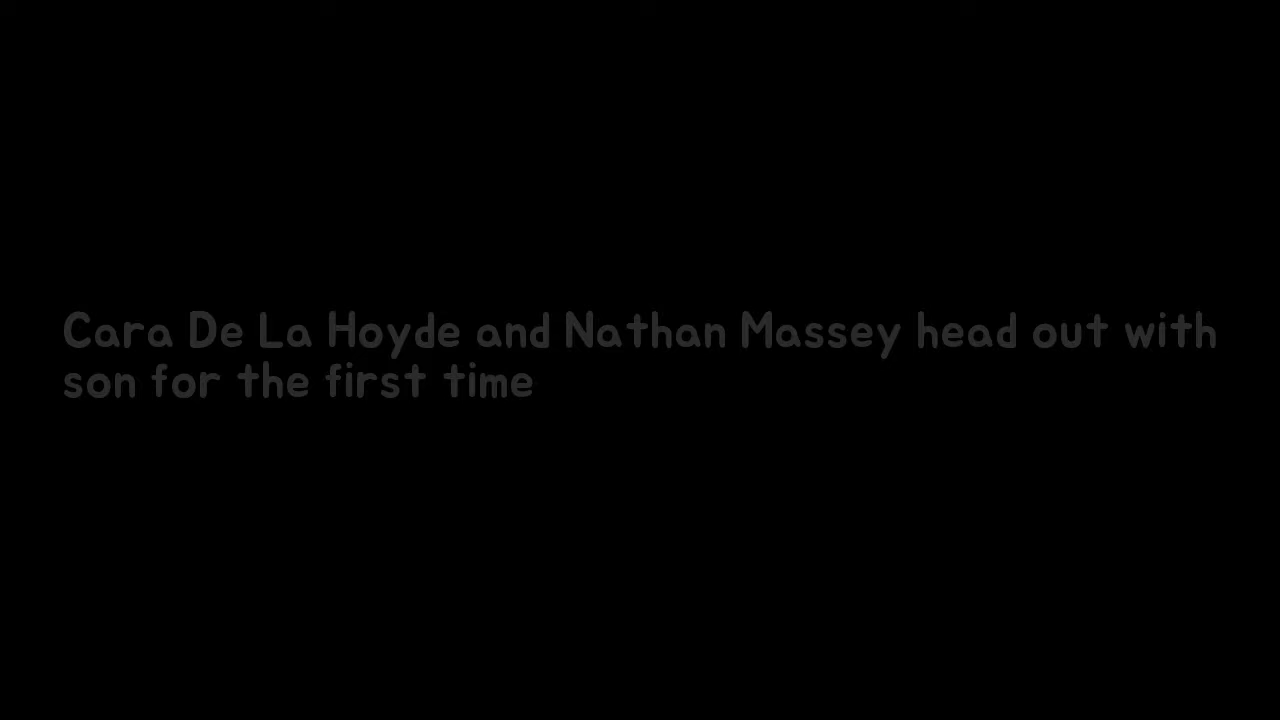 Cara De La Hoyde and Nathan Massey head out with
son for the first time